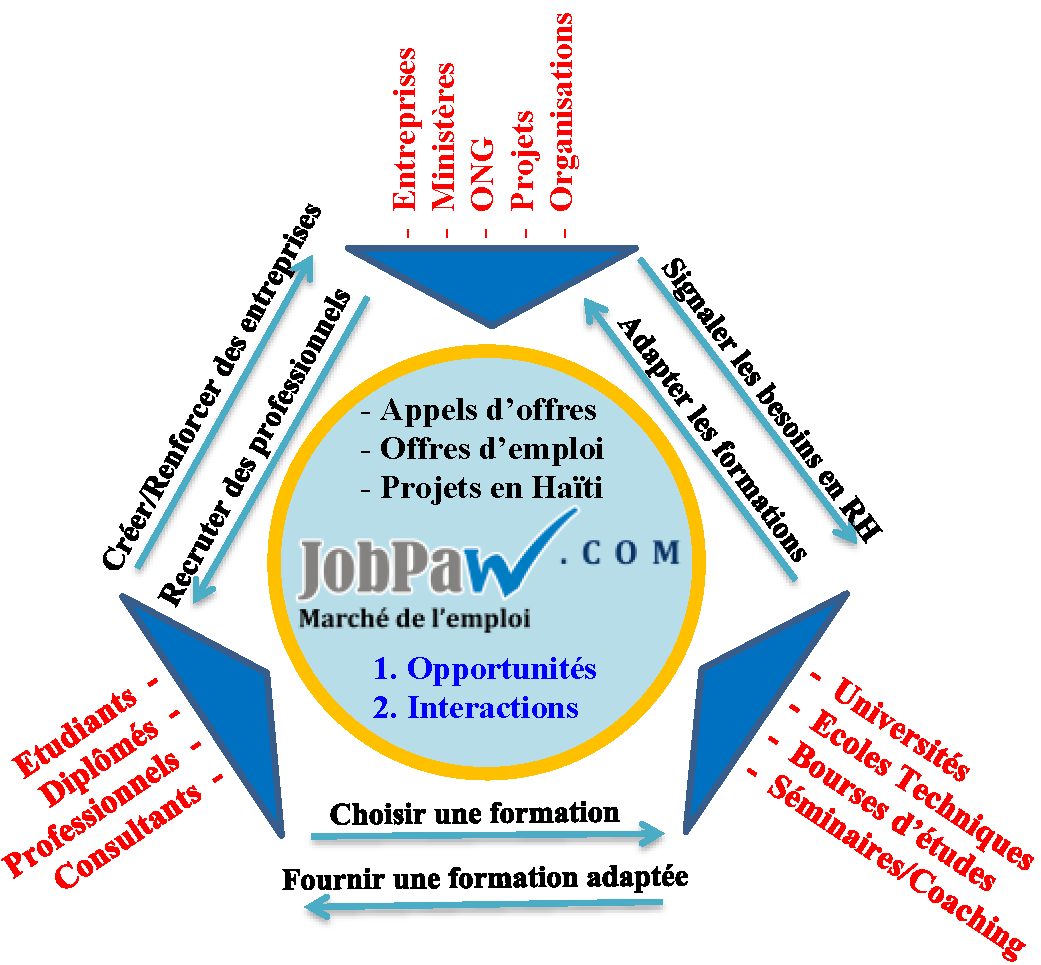 - Entreprises
- Ministères
- ONG
- Projets
- Organisations
Créer/Renforcer des entreprises
Recruter des professionnels
Signaler les besoins en RH
Adapter les formations
- Appels d’offres
- Offres d’emploi
- Projets en Haïti
JobPaw.COM
Marché de l'emploi
1. Opportunités
2. Interactions
Etudiants -
Diplômés -
Professionnels -
Consultants -
- Universités
- Ecoles Techniques
- Bourses d’études
- Séminaires/Coaching
Choisir une formation
Fournir une formation adaptée